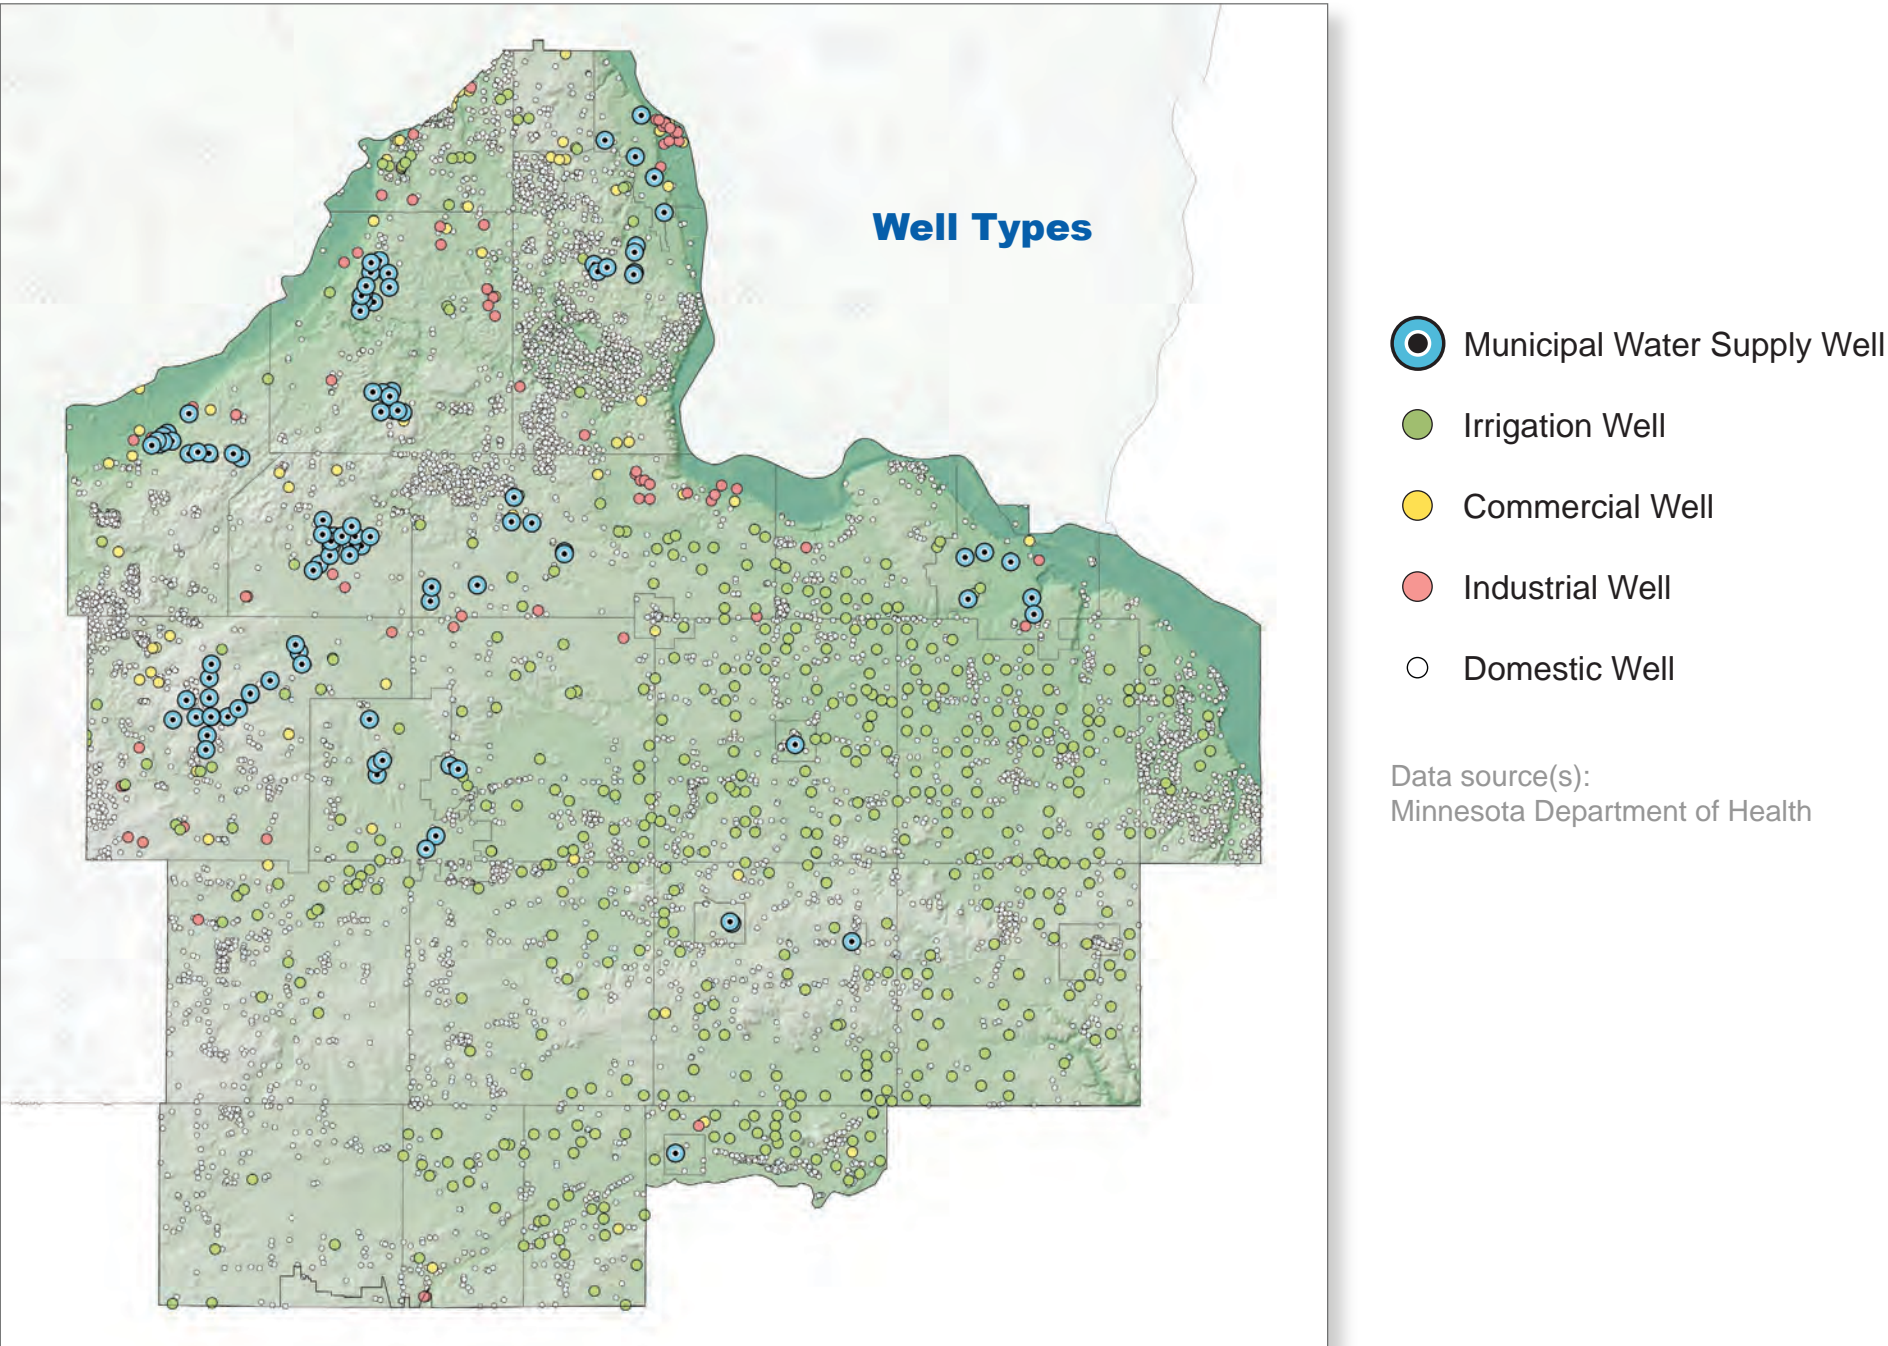 Well Types
Municipal Water Supply Well
Irrigation Well
Commercial Well
Industrial Well
Domestic Well
Data source(s):
Minnesota Department of Health